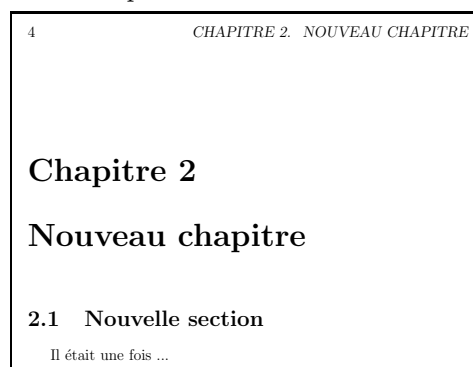 4 CHAPITRE 2. NOUVEAU CHAPITRE
Chapitre 2
Nouveau chapitre
2.1 Nouvelle section
Il était une fois ...